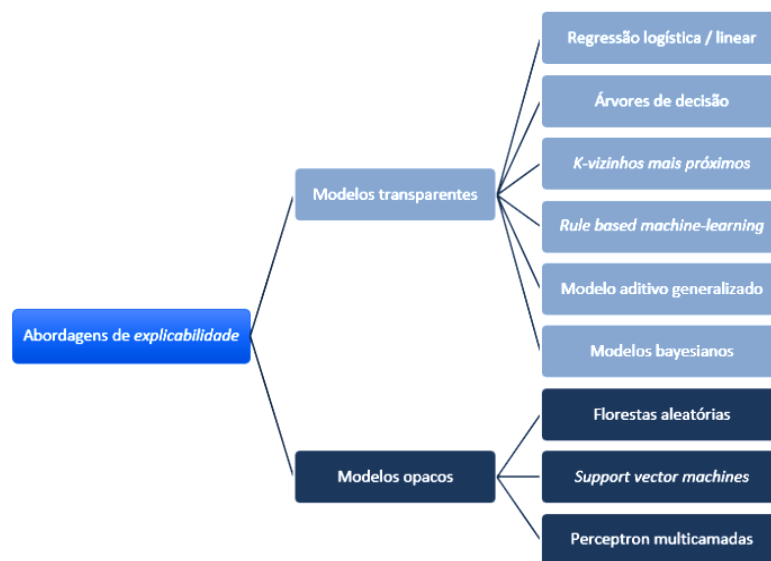 Abordagens de explicabilidade
Modelos transparentes
Regressão logística / linear
Árvores de decisão
K-vizinhos mais próximos
Rule based machine-learning
Modelo aditivo generalizado
Modelos bayesianos
Modelos opacos
Florestas aleatórias
Support vector machines
Perceptron multicamadas